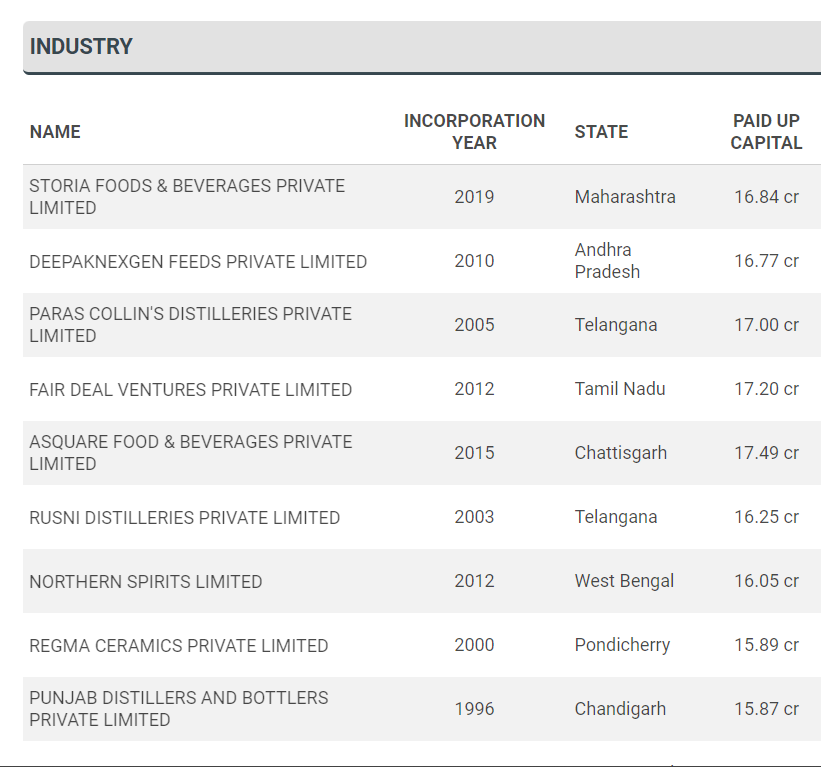 INDUSTRY
NAME
INCORPORATION
YEAR
STATE
PAID UP
CAPITAL
STORIA FOODS & BEVERAGES PRIVATE
LIMITED
2019
Maharashtra
16.84 cr
DEEPAKNEXGEN FEEDS PRIVATE LIMITED
2010
Andhra
Pradesh
16.77 cr
PARAS COLLIN'S DISTILLERIES PRIVATE
LIMITED
2005
Telangana
17.00 cr
FAIR DEAL VENTURES PRIVATE LIMITED
2012
Tamil Nadu
17.20 cr
ASQUARE FOOD & BEVERAGES PRIVATE
LIMITED
2015
Chattisgarh
17.49 cr
RUSNI DISTILLERIES PRIVATE LIMITED
2003
Telangana
16.25 cr
NORTHERN SPIRITS LIMITED
2012
West Bengal
16.05 cr
REGMA CERAMICS PRIVATE LIMITED
2000
Pondicherry
15.89 cr
PUNJAB DISTILLERS AND BOTTLERS
PRIVATE LIMITED
1996
Chandigarh
15.87 cr